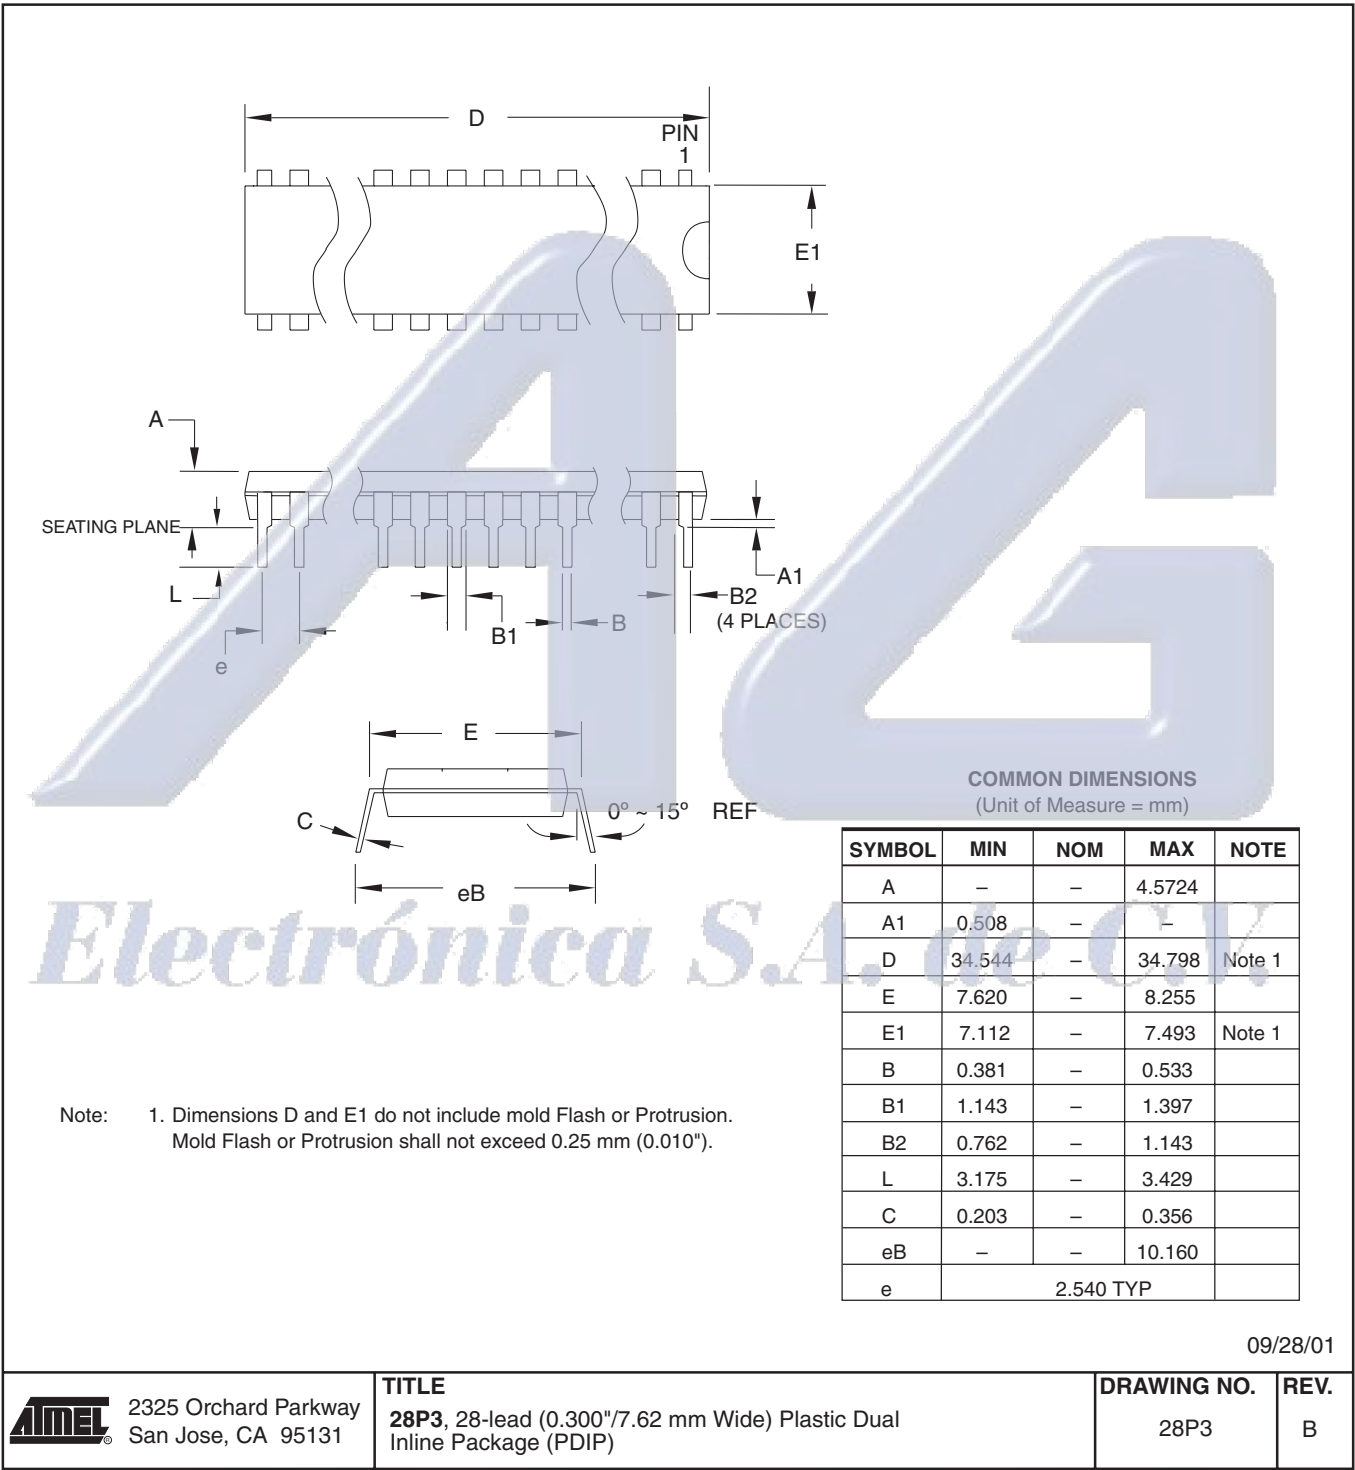 D
PIN
1
E1
A
SEATING PLANE
A1
L
B2
(4 PLACES)
B1
B
e
E
COMMON DIMENSIONS
(Unit of Measure = mm)
C
0º ~ 15º REF
eB
SYMBOL MIN NOM MAX NOTE
A – – 4.5724
A1 0.508 – –
D 34.544 – 34.798 Note 1
E 7.620 – 8.255
E1 7.112 – 7.493 Note 1
B 0.381 – 0.533
B1 1.143 – 1.397
B2 0.762 – 1.143
L 3.175 – 3.429
C 0.203 – 0.356
eB – – 10.160
e 2.540 TYP
AG
Electrónica S.A. de C.V.
Note: 1. Dimensions D and E1 do not include mold Flash or Protrusion.
Mold Flash or Protrusion shall not exceed 0.25 mm (0.010").
09/28/01
ATMEL ®
2325 Orchard Parkway
San Jose, CA 95131
TITLE
28P3, 28-lead (0.300"/7.62 mm Wide) Plastic Dual
Inline Package (PDIP)
DRAWING NO.
28P3
REV.
B